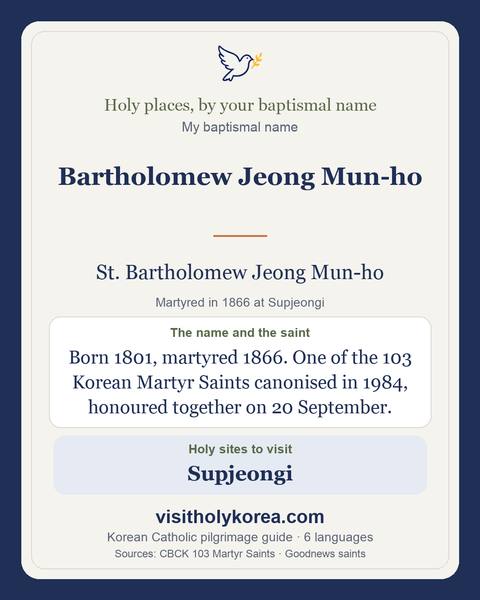 Holy places, by your baptismal name
My baptismal name
Bartholomew Jeong Mun-ho
St. Bartholomew Jeong Mun-ho
Martyred in 1866 at Supjeongi
The name and the saint
Born 1801, martyred 1866. One of the 103
Korean Martyr Saints canonised in 1984,
honoured together on 20 September.
Holy sites to visit
Supjeongi
visitholykorea.com
Korean Catholic pilgrimage guide · 6 languages
Sources: CBCK 103 Martyr Saints · Goodnews saints